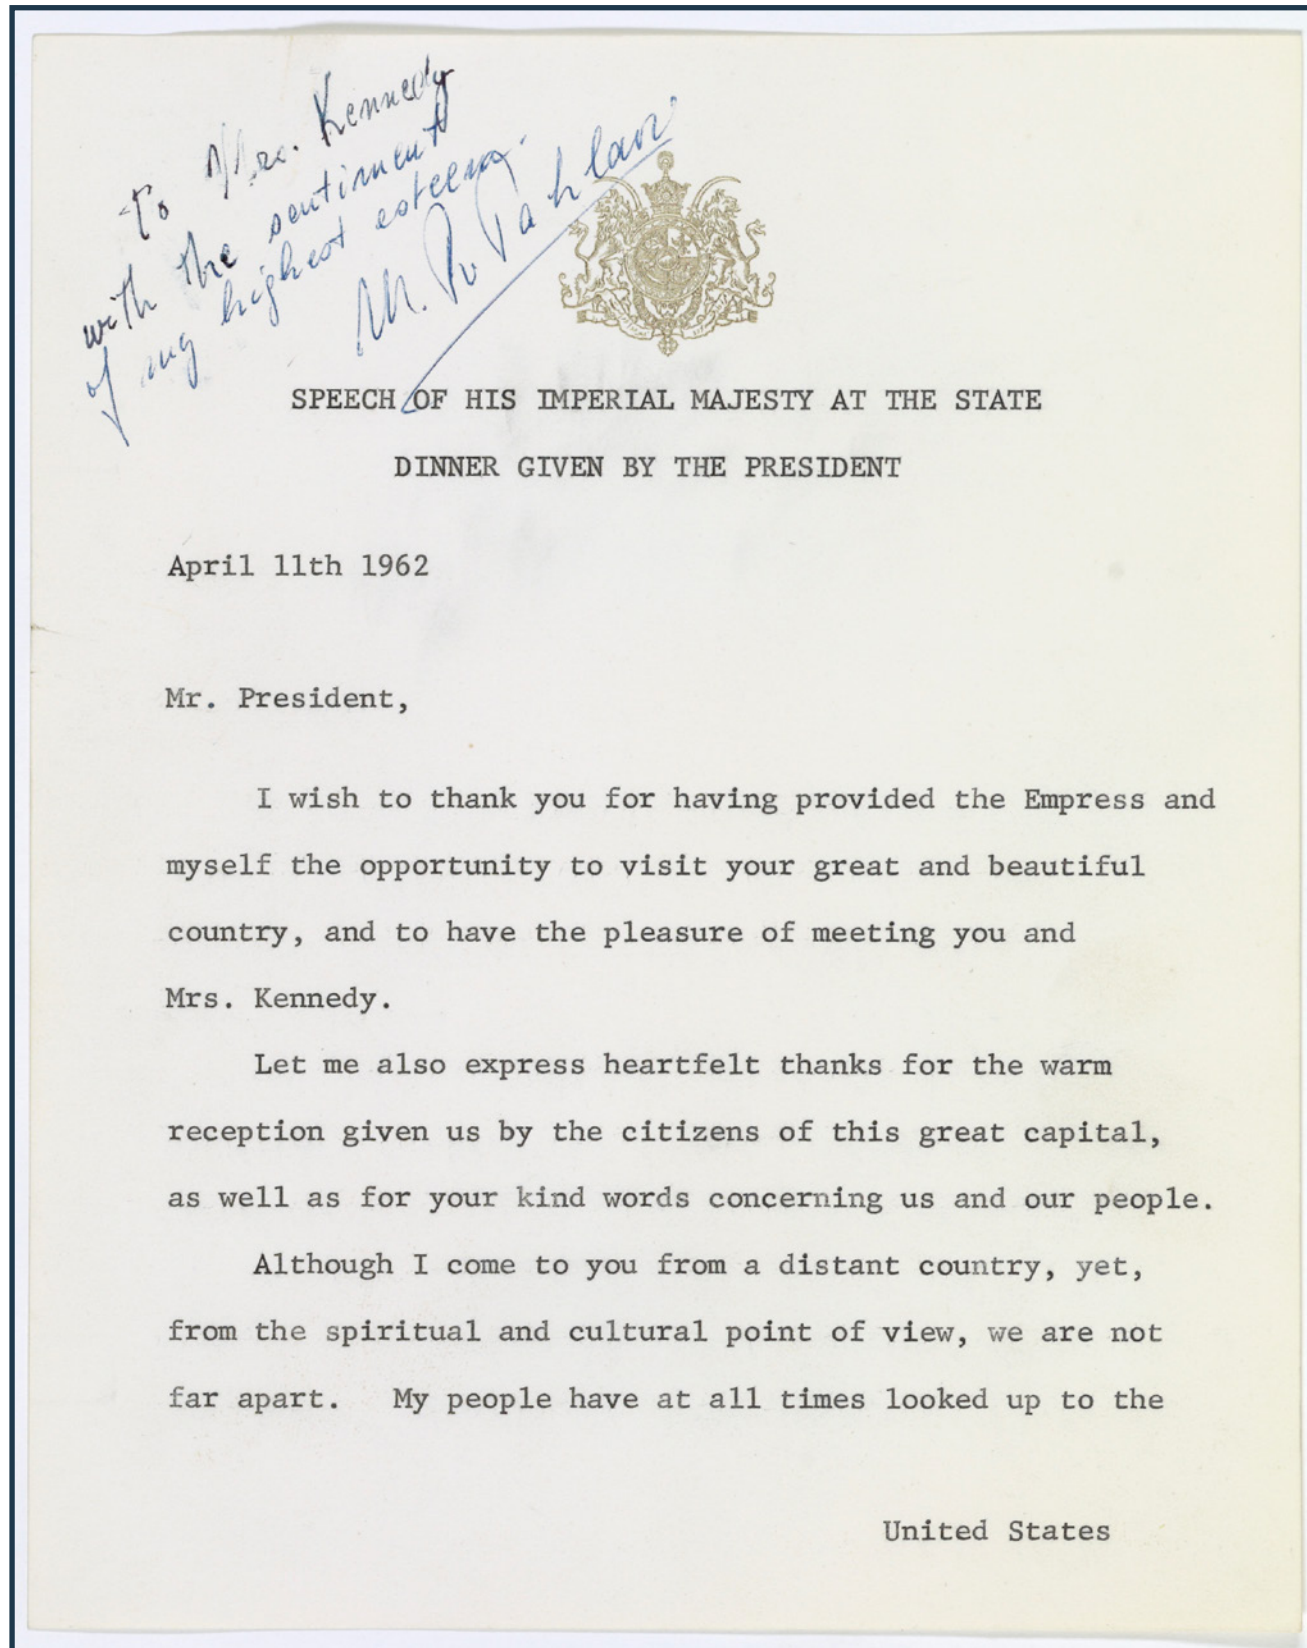 To Mrs. Kennedy
with the sentiment
of my highest esteem.
M. R. Pahlavi
SPEECH OF HIS IMPERIAL MAJESTY AT THE STATE
DINNER GIVEN BY THE PRESIDENT
April 11th 1962
Mr. President,
I wish to thank you for having provided the Empress and
myself the opportunity to visit your great and beautiful
country, and to have the pleasure of meeting you and
Mrs. Kennedy.
Let me also express heartfelt thanks for the warm
reception given us by the citizens of this great capital,
as well as for your kind words concerning us and our people.
Although I come to you from a distant country, yet,
from the spiritual and cultural point of view, we are not
far apart. My people have at all times looked up to the
United States